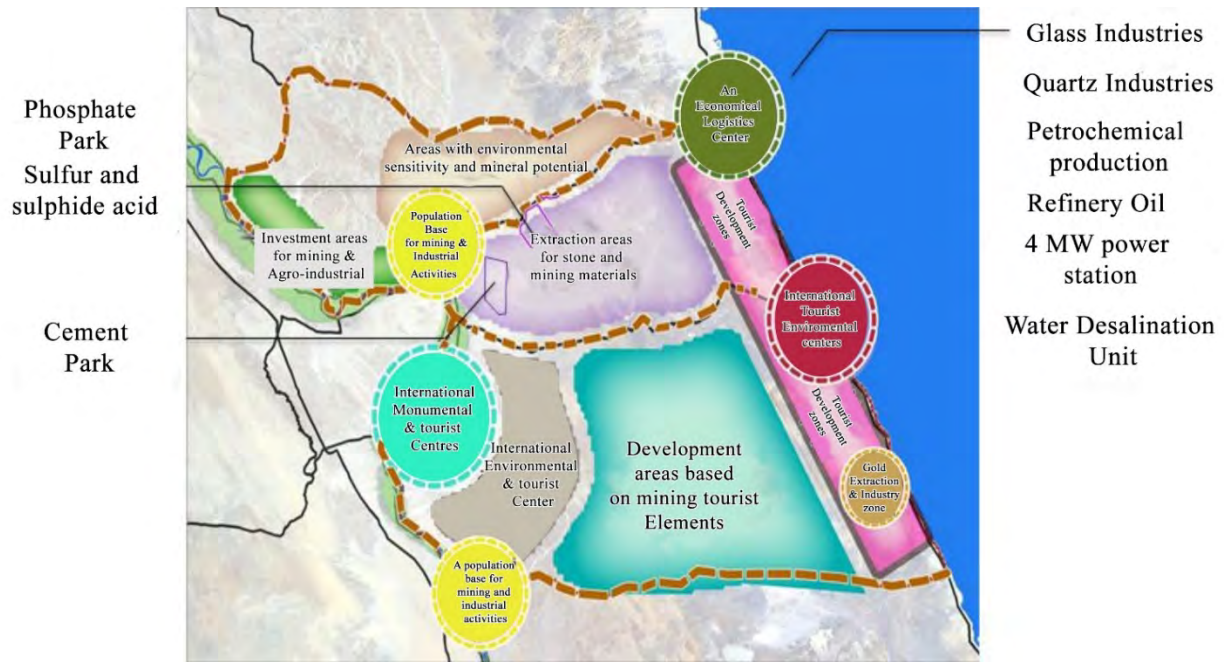 Phosphate
Park
Sulfur and
sulphide acid
Cement
Park
An
Economical
Logistics
Center
Areas with environmental
sensitivity and mineral potential
Population
Base
for mining &
Industrial
Activities
Investment areas
for mining &
Agro-industrial
Extraction areas
for stone and
mining materials
Tourist
Development
zones
International
Tourist
Enviromental
centers
International
Monumental
& tourist
Centres
International
Environmental
& tourist
Center
Development
areas based
on mining tourist
Elements
Tourist
Development
zones
Gold
Extraction
& Industry
zone
A population
base for
mining and
industrial
activities
Glass Industries
Quartz Industries
Petrochemical
production
Refinery Oil
4 MW power
station
Water Desalination
Unit